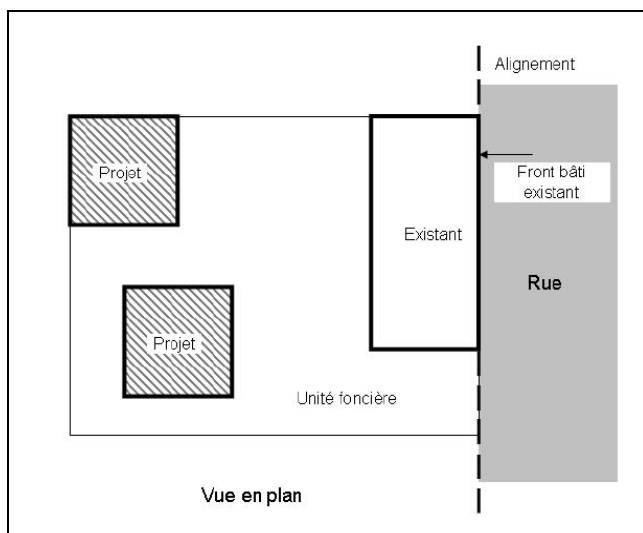 Alignement
Projet
Front bâti
existant
Existant
Rue
Projet
Unité foncière
Vue en plan